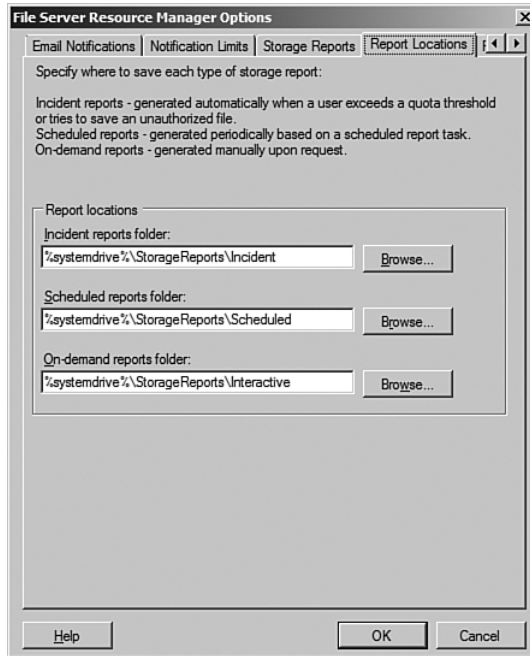 File Server Resource Manager Options
Email Notifications Notification Limits Storage Reports Report Locations
Specify where to save each type of storage report:
Incident reports - generated automatically when a user exceeds a quota threshold
or tries to save an unauthorized file.
Scheduled reports - generated periodically based on a scheduled report task.
On-demand reports - generated manually upon request.
Report locations
Incident reports folder:
%systemdrive%\StorageReports\Incident Browse...
Scheduled reports folder:
%systemdrive%\StorageReports\Scheduled Browse...
On-demand reports folder:
%systemdrive%\StorageReports\Interactive Browse...
Help OK Cancel